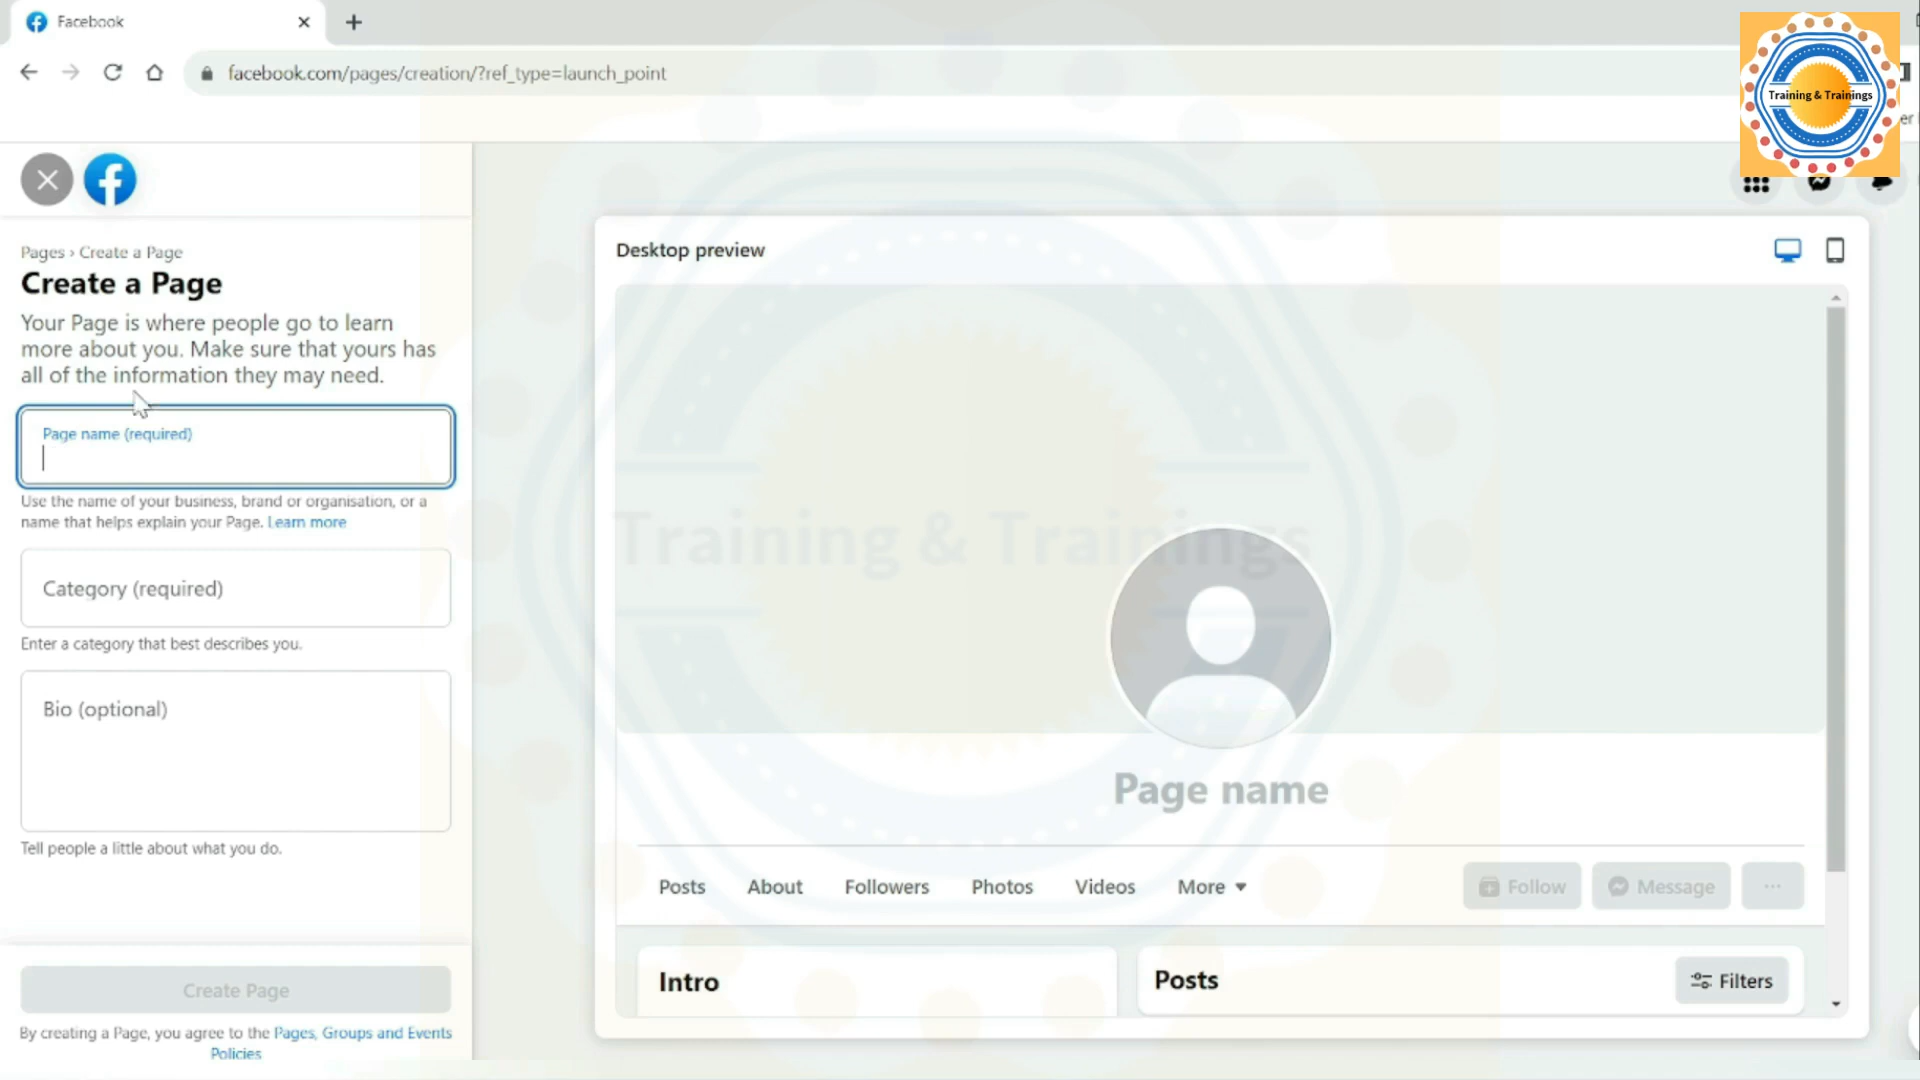 Facebook
facebook.com/pages/creation/?ref_type=launch_point
Training & Trainings
Pages › Create a Page
Create a Page
Your Page is where people go to learn
more about you. Make sure that yours has
all of the information they may need.
Page name (required)
Use the name of your business, brand or organisation, or a
name that helps explain your Page. Learn more
Category (required)
Enter a category that best describes you.
Bio (optional)
Tell people a little about what you do.
Create Page
By creating a Page, you agree to the Pages, Groups and Events
Policies
Desktop preview
Training & Trainings
Page name
Posts About Followers Photos Videos More
Follow Message ...
Intro
Posts
Filters